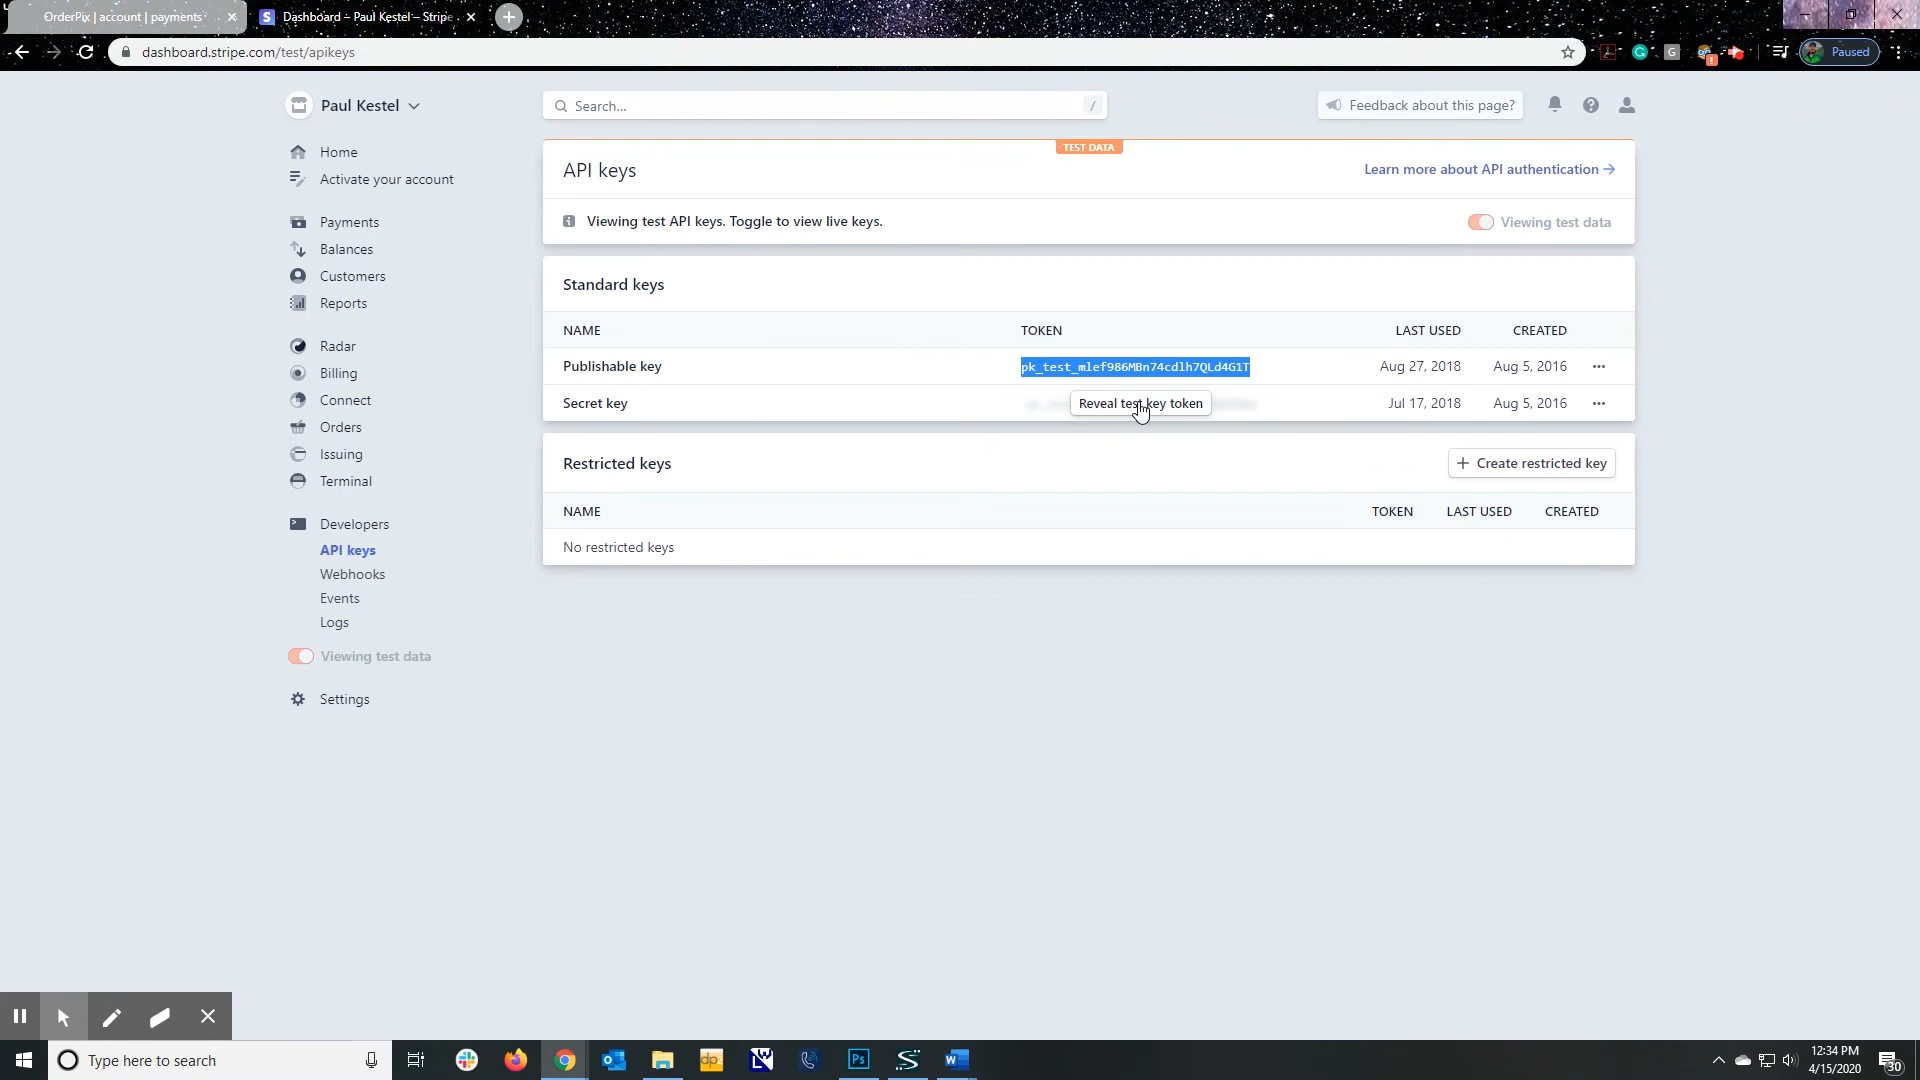 OrderPix | account | payments
Dashboard – Paul Kestel – Stripe
dashboard.stripe.com/test/apikeys
Paused
Paul Kestel
Search...
/
Feedback about this page?
Home
Activate your account
Payments
Balances
Customers
Reports
Radar
Billing
Connect
Orders
Issuing
Terminal
Developers
API keys
Webhooks
Events
Logs
Viewing test data
Settings
TEST DATA
API keys
Learn more about API authentication
Viewing test API keys. Toggle to view live keys.
Viewing test data
Standard keys
NAME TOKEN LAST USED CREATED
Publishable key pk_test_mlef986MBn74cdlh7QLd4G1T Aug 27, 2018 Aug 5, 2016
Secret key Reveal test key token Jul 17, 2018 Aug 5, 2016
Restricted keys
Create restricted key
NAME TOKEN LAST USED CREATED
No restricted keys
Type here to search
12:34 PM
4/15/2020
30